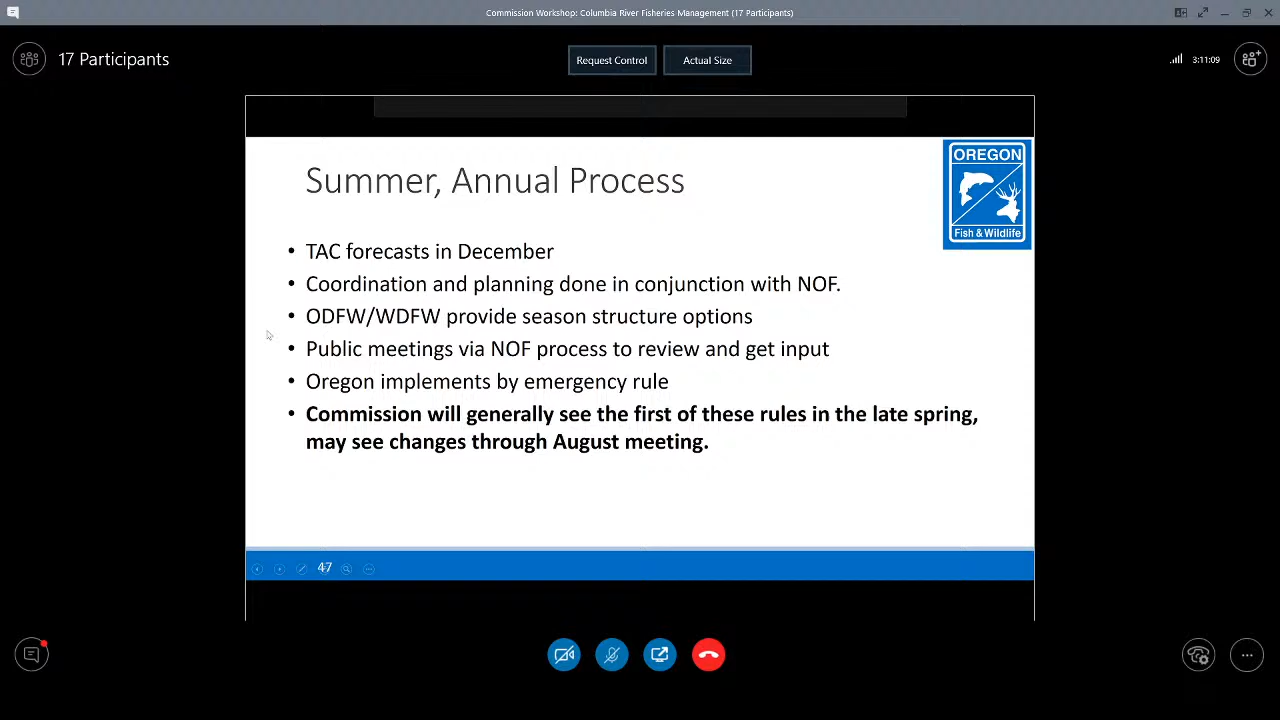 Commission Workshop: Columbia River Fisheries Management (17 Participants)
17 Participants
Request Control
Actual Size
3:11:09
Summer, Annual Process
OREGON
Fish & Wildlife
• TAC forecasts in December
• Coordination and planning done in conjunction with NOF.
• ODFW/WDFW provide season structure options
• Public meetings via NOF process to review and get input
• Oregon implements by emergency rule
• Commission will generally see the first of these rules in the late spring,
may see changes through August meeting.
47